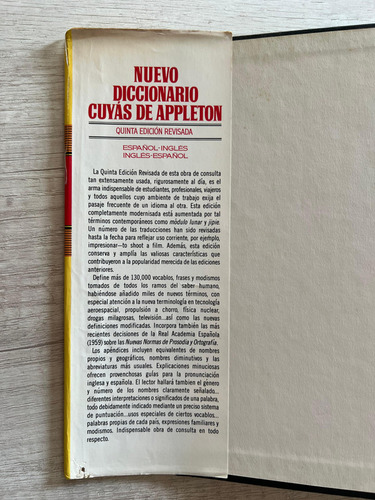 NUEVO
DICCIONARIO
CUYÁS DE APPLETON
QUINTA EDICIÓN REVISADA
ESPAÑOL-INGLÉS
INGLÉS-ESPAÑOL
La Quinta Edición Revisada de esta obra de consulta
tan extensamente usada, rigurosamente al día, es el
arma indispensable de estudiantes, profesionales, viajeros
y todos aquellos cuyo ambiente de trabajo exija el
pasaje frecuente de un idioma al otro. Esta edición
completamente modernisada está aumentada por tal
términos contemporáneos como módulo lunar y jipie.
Un número de las traducciones han sido revisadas
hasta la fecha para reflejar uso corriente, por ejemplo,
impresionar—to shoot a film. Además, esta edición
conserva y amplía las valiosas características que
contribuyeron a la popularidad merecida de las ediciones
anteriores.
Define más de 130,000 vocablos, frases y modismos
tomados de todos los ramos del saber humano,
habiéndose añadido miles de nuevos términos, con
especial atención a la nueva terminología en tecnología
aeroespacial, propulsión a chorro, física nuclear,
drogas milagrosas, televisión...así como las nuevas
definiciones modificadas. Incorpora también las más
recientes decisiones de la Real Academia Española
(1959) sobre las Nuevas Normas de Prosodia y Ortografía.
Los apéndices incluyen equivalentes de nombres
propios y geográficos, nombres diminutivos y las
abreviaturas más usuales. Explicaciones minuciosas
ofrecen provenchosas guías para la pronunciación
inglesa y española. El lector hallará tambien el género
y número de los nombres claramente señalado...
diferentes interpretaciones o significados de una palabra,
todo debidamente indicado mediante un preciso sistema
de puntuación...usos especiales de ciertos vocablos...
palabras propias de cada país, expresiones familiares y
modismos. Indispensable obra de consulta en todo
respecto.